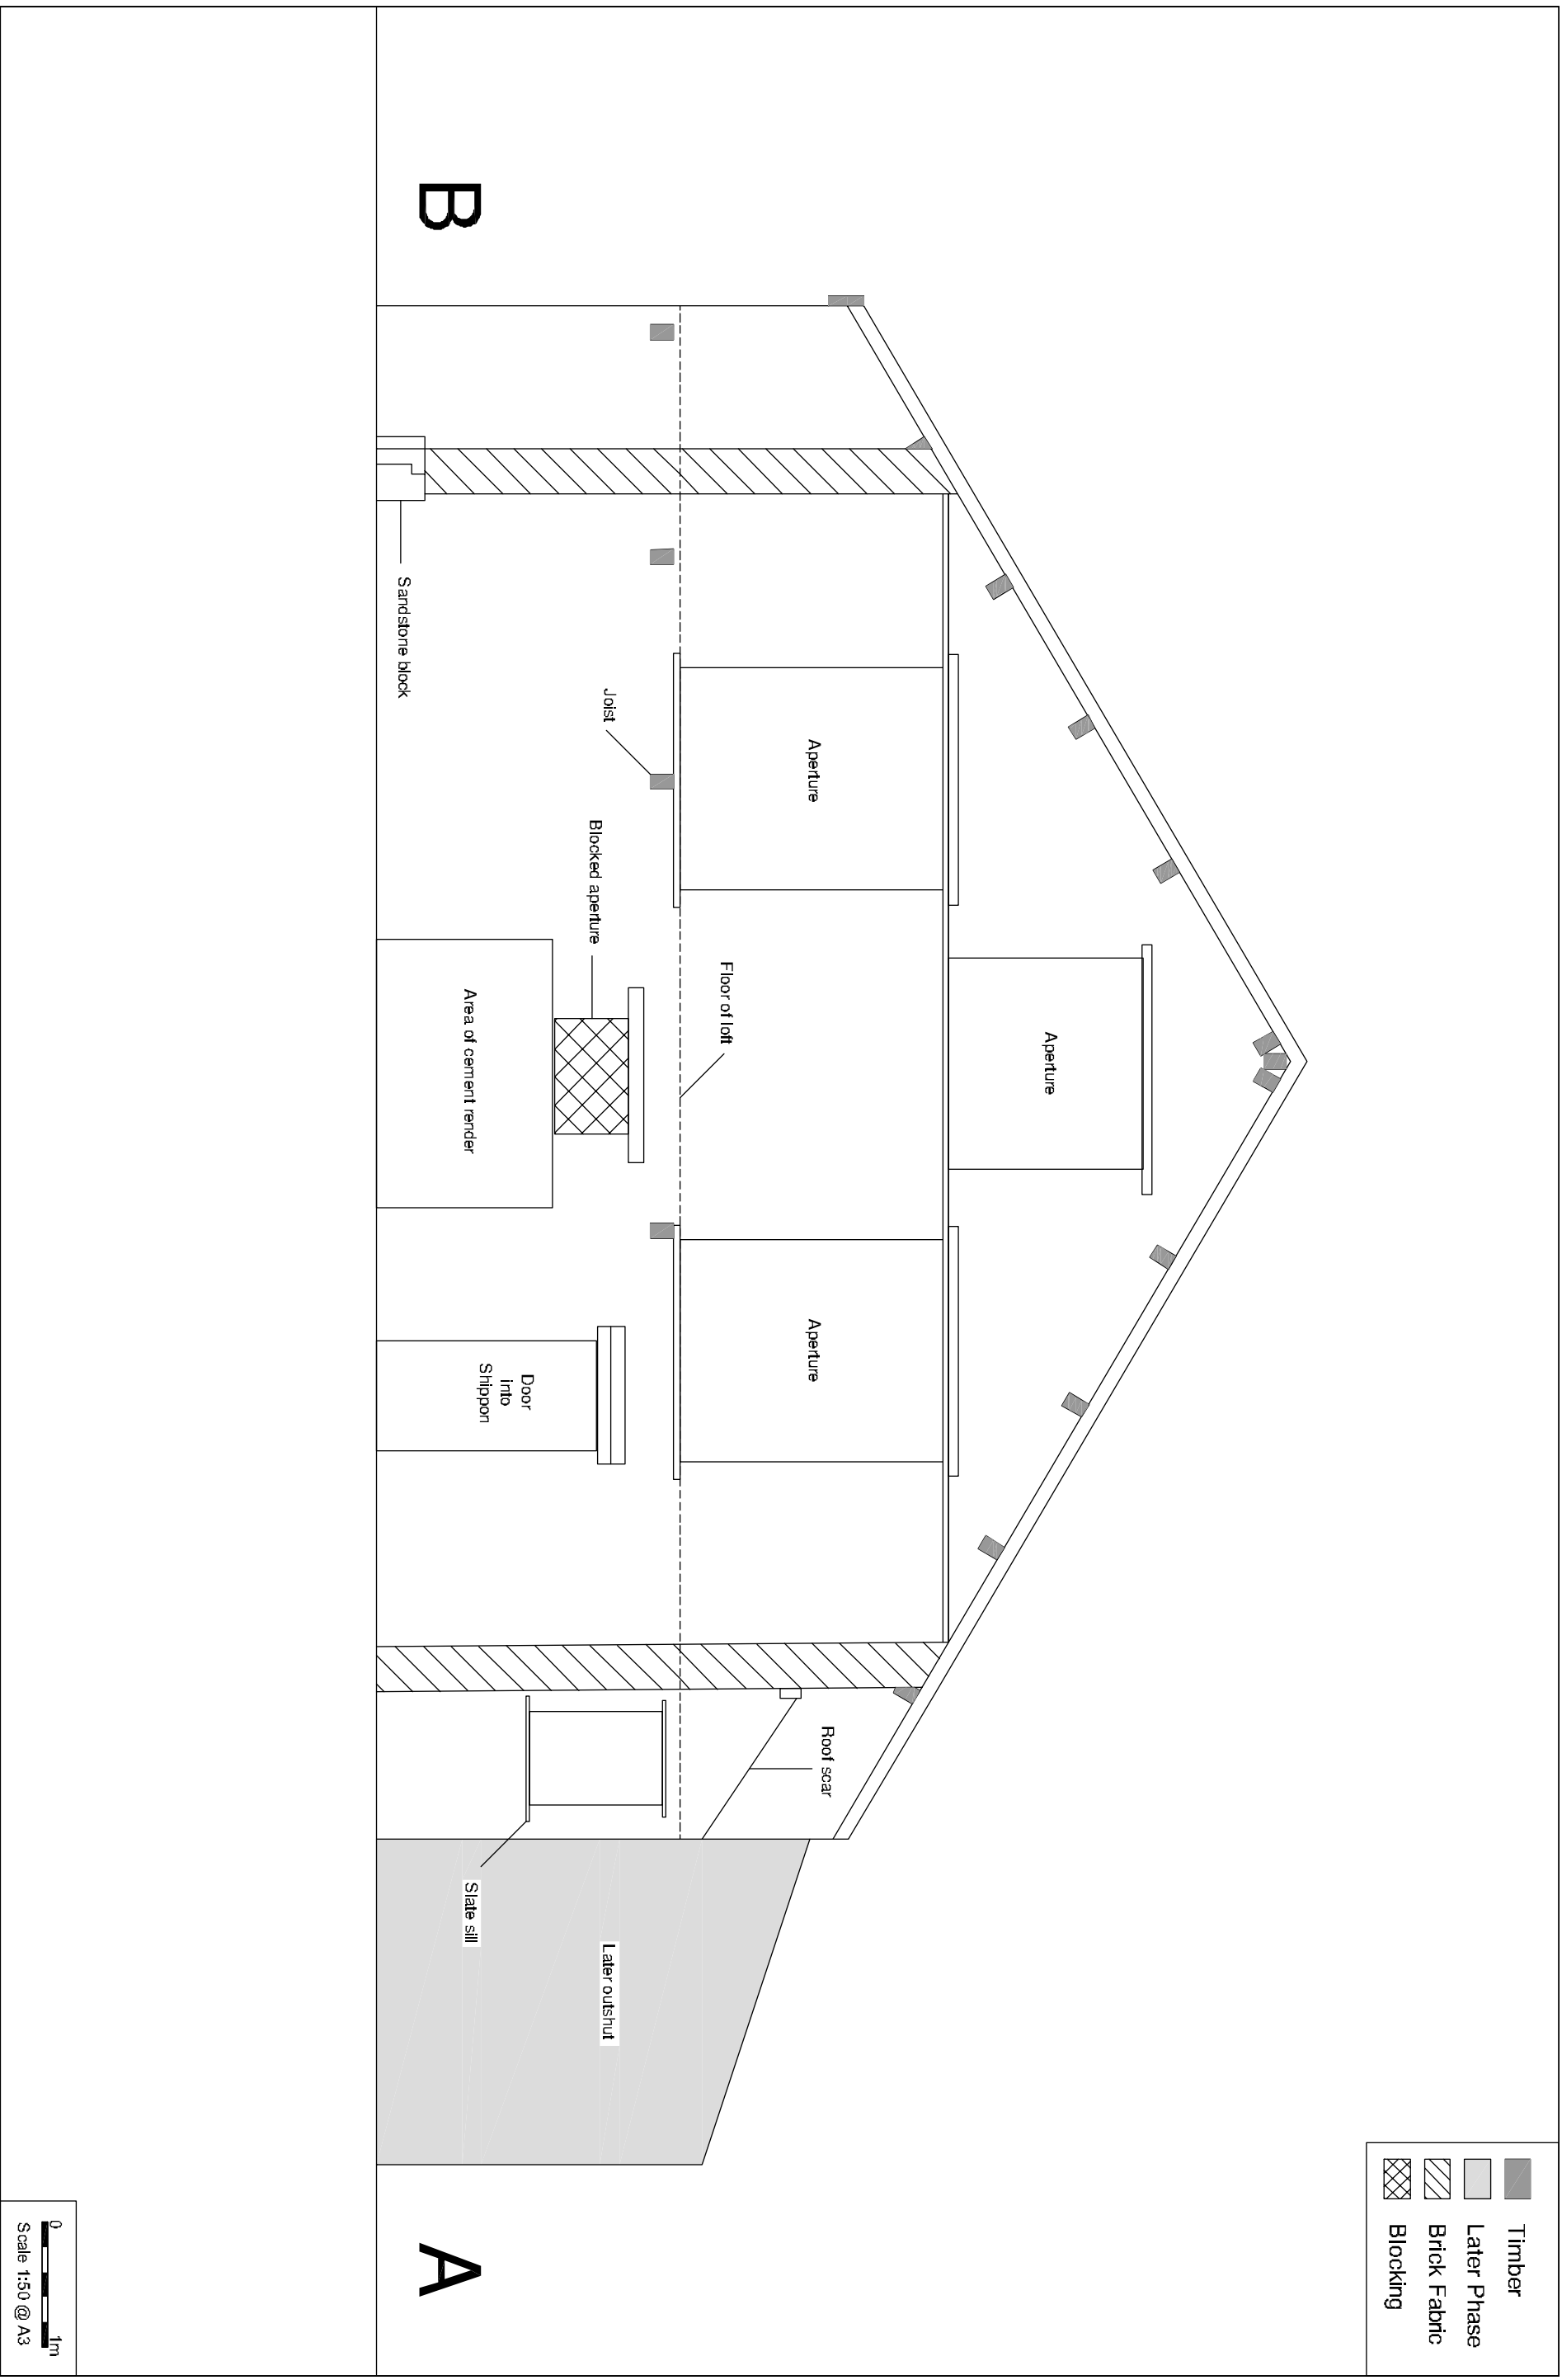 Timber
Later Phase
Brick Fabric
Blocking
Aperture
Aperture
Aperture
Roof scar
Floor of loft
Joist
Blocked aperture
Later outshut
Door
into
Shippon
Area of cement render
Slate sill
Sandstone block
B
A
0 1m
Scale 1:50 @ A3